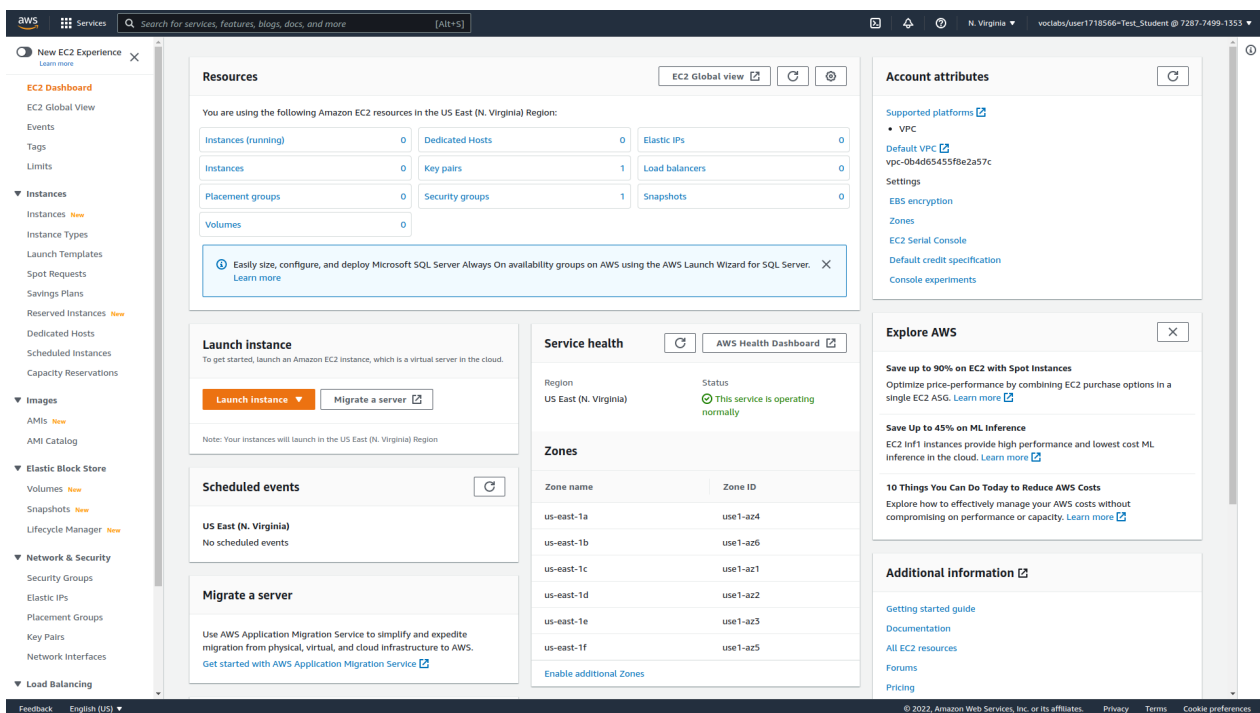 aws
Services
Search for services, features, blogs, docs, and more
[Alt+S]
N. Virginia ▼
voclabs/user1718566=Test_Student @ 7287-7499-1353 ▼
New EC2 Experience
Learn more
EC2 Dashboard
EC2 Global View
Events
Tags
Limits
▼ Instances
Instances New
Instance Types
Launch Templates
Spot Requests
Savings Plans
Reserved Instances New
Dedicated Hosts
Scheduled Instances
Capacity Reservations
▼ Images
AMIs New
AMI Catalog
▼ Elastic Block Store
Volumes New
Snapshots New
Lifecycle Manager New
▼ Network & Security
Security Groups
Elastic IPs
Placement Groups
Key Pairs
Network Interfaces
▼ Load Balancing
Resources
EC2 Global view
You are using the following Amazon EC2 resources in the US East (N. Virginia) Region:
Instances (running) 0
Dedicated Hosts 0
Elastic IPs 0
Instances 0
Key pairs 1
Load balancers 0
Placement groups 0
Security groups 1
Snapshots 0
Volumes 0
Easily size, configure, and deploy Microsoft SQL Server Always On availability groups on AWS using the AWS Launch Wizard for SQL Server.
Learn more
Launch instance
To get started, launch an Amazon EC2 instance, which is a virtual server in the cloud.
Launch instance ▼
Migrate a server
Note: Your instances will launch in the US East (N. Virginia) Region
Scheduled events
US East (N. Virginia)
No scheduled events
Migrate a server
Use AWS Application Migration Service to simplify and expedite
migration from physical, virtual, and cloud infrastructure to AWS.
Get started with AWS Application Migration Service
Service health
AWS Health Dashboard
Region
US East (N. Virginia)
Status
This service is operating
normally
Zones
Zone name Zone ID
us-east-1a use1-az4
us-east-1b use1-az6
us-east-1c use1-az1
us-east-1d use1-az2
us-east-1e use1-az3
us-east-1f use1-az5
Enable additional Zones
Account attributes
Supported platforms
• VPC
Default VPC
vpc-0b4d65455f8e2a57c
Settings
EBS encryption
Zones
EC2 Serial Console
Default credit specification
Console experiments
Explore AWS
Save up to 90% on EC2 with Spot Instances
Optimize price-performance by combining EC2 purchase options in a
single EC2 ASG. Learn more
Save Up to 45% on ML Inference
EC2 Inf1 instances provide high performance and lowest cost ML
inference in the cloud. Learn more
10 Things You Can Do Today to Reduce AWS Costs
Explore how to effectively manage your AWS costs without
compromising on performance or capacity. Learn more
Additional information
Getting started guide
Documentation
All EC2 resources
Forums
Pricing
Feedback
English (US) ▼
© 2022, Amazon Web Services, Inc. or its affiliates.
Privacy
Terms
Cookie preferences